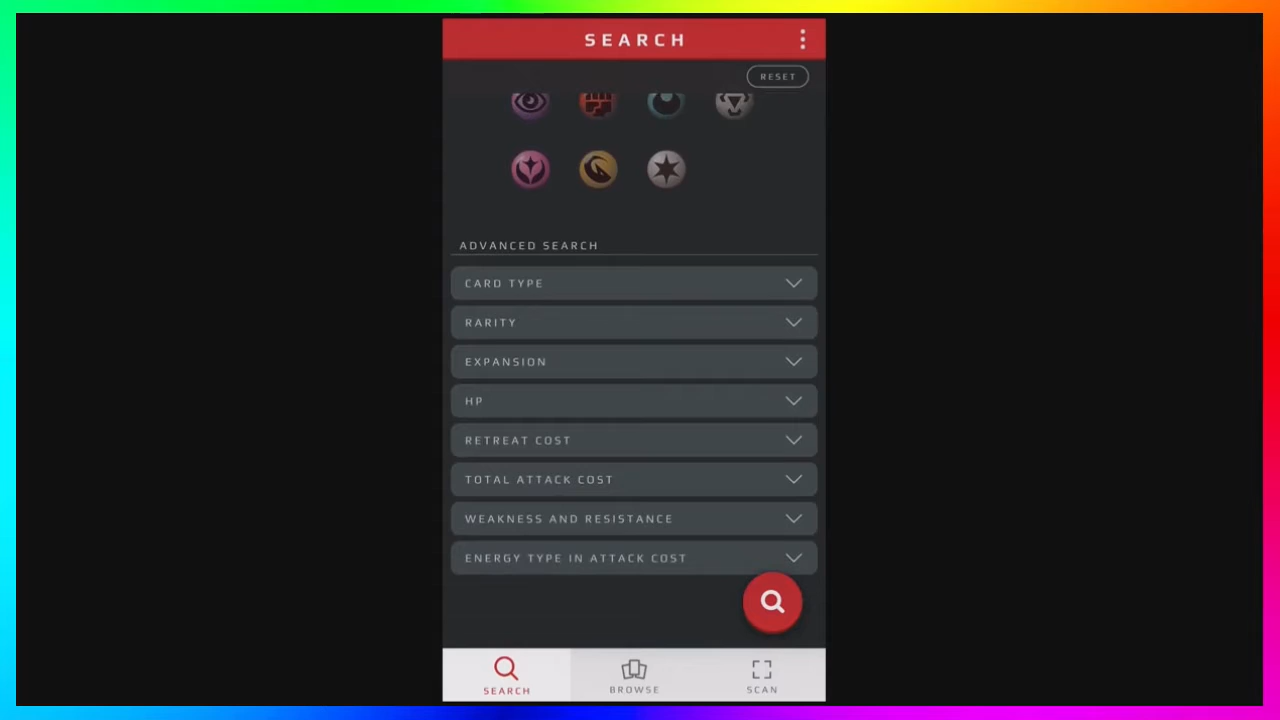 SEARCH
RESET
ADVANCED SEARCH
CARD TYPE
RARITY
EXPANSION
HP
RETREAT COST
TOTAL ATTACK COST
WEAKNESS AND RESISTANCE
ENERGY TYPE IN ATTACK COST
SEARCH
BROWSE
SCAN